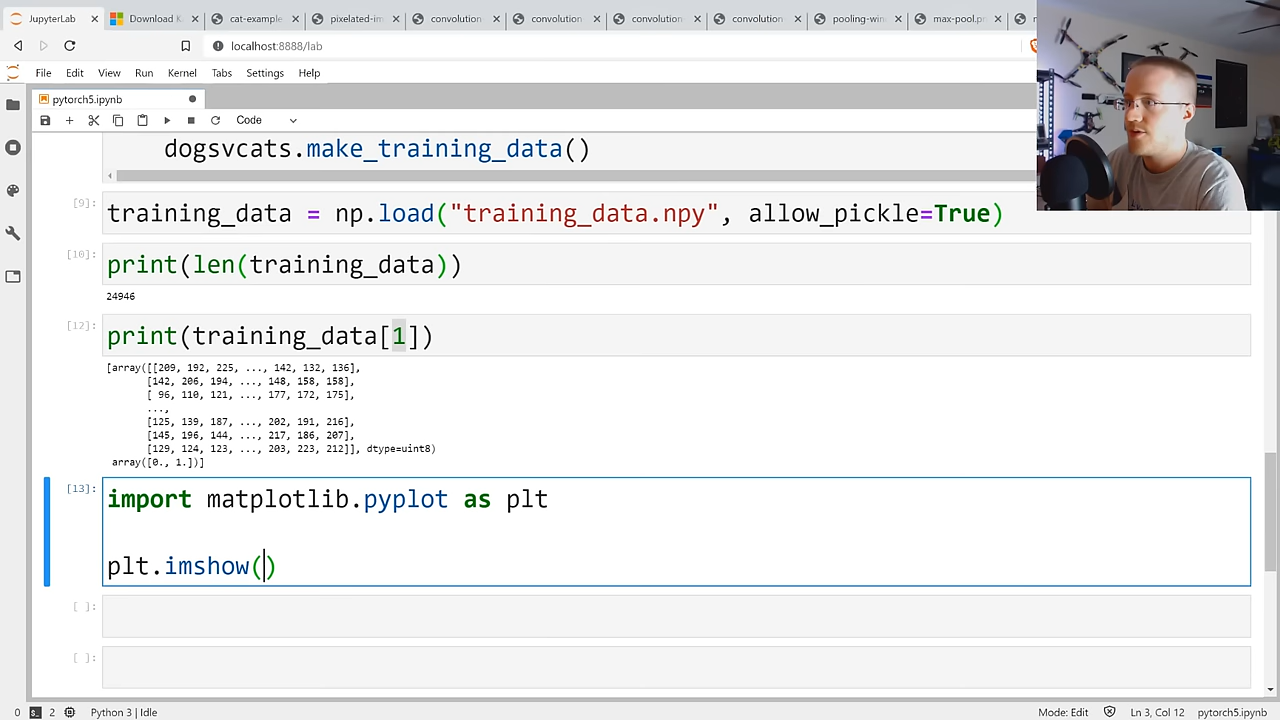 JupyterLab
Download K
cat-example
pixelated-im
convolution
convolution
convolution
convolution
pooling-win
max-pool.p
localhost:8888/lab
File Edit View Run Kernel Tabs Settings Help
pytorch5.ipynb
Code
dogsvcats.make_training_data()
[9]: training_data = np.load("training_data.npy", allow_pickle=True)
[10]: print(len(training_data))
24946
[12]: print(training_data[1])
[array([[209, 192, 225, ..., 142, 132, 136],
[142, 206, 194, ..., 148, 158, 158],
[ 96, 110, 121, ..., 177, 172, 175],
...,
[125, 139, 187, ..., 202, 191, 216],
[145, 196, 144, ..., 217, 186, 207],
[129, 124, 123, ..., 203, 223, 212]], dtype=uint8)
array([0., 1.])]
[13]: import matplotlib.pyplot as plt
plt.imshow()
[ ]:
[ ]:
0 2 Python 3 | Idle Mode: Edit Ln 3, Col 12 pytorch5.ipynb